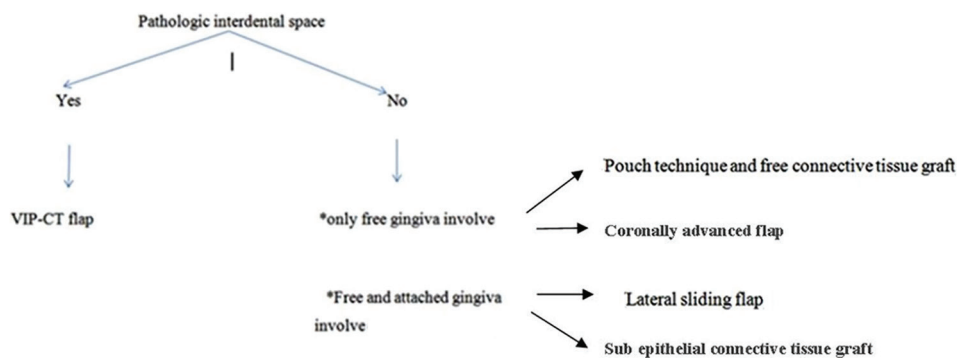 Pathologic interdental space
Yes
No
VIP-CT flap
*only free gingiva involve
Pouch technique and free connective tissue graft
Coronally advanced flap
*Free and attached gingiva
involve
Lateral sliding flap
Sub epithelial connective tissue graft